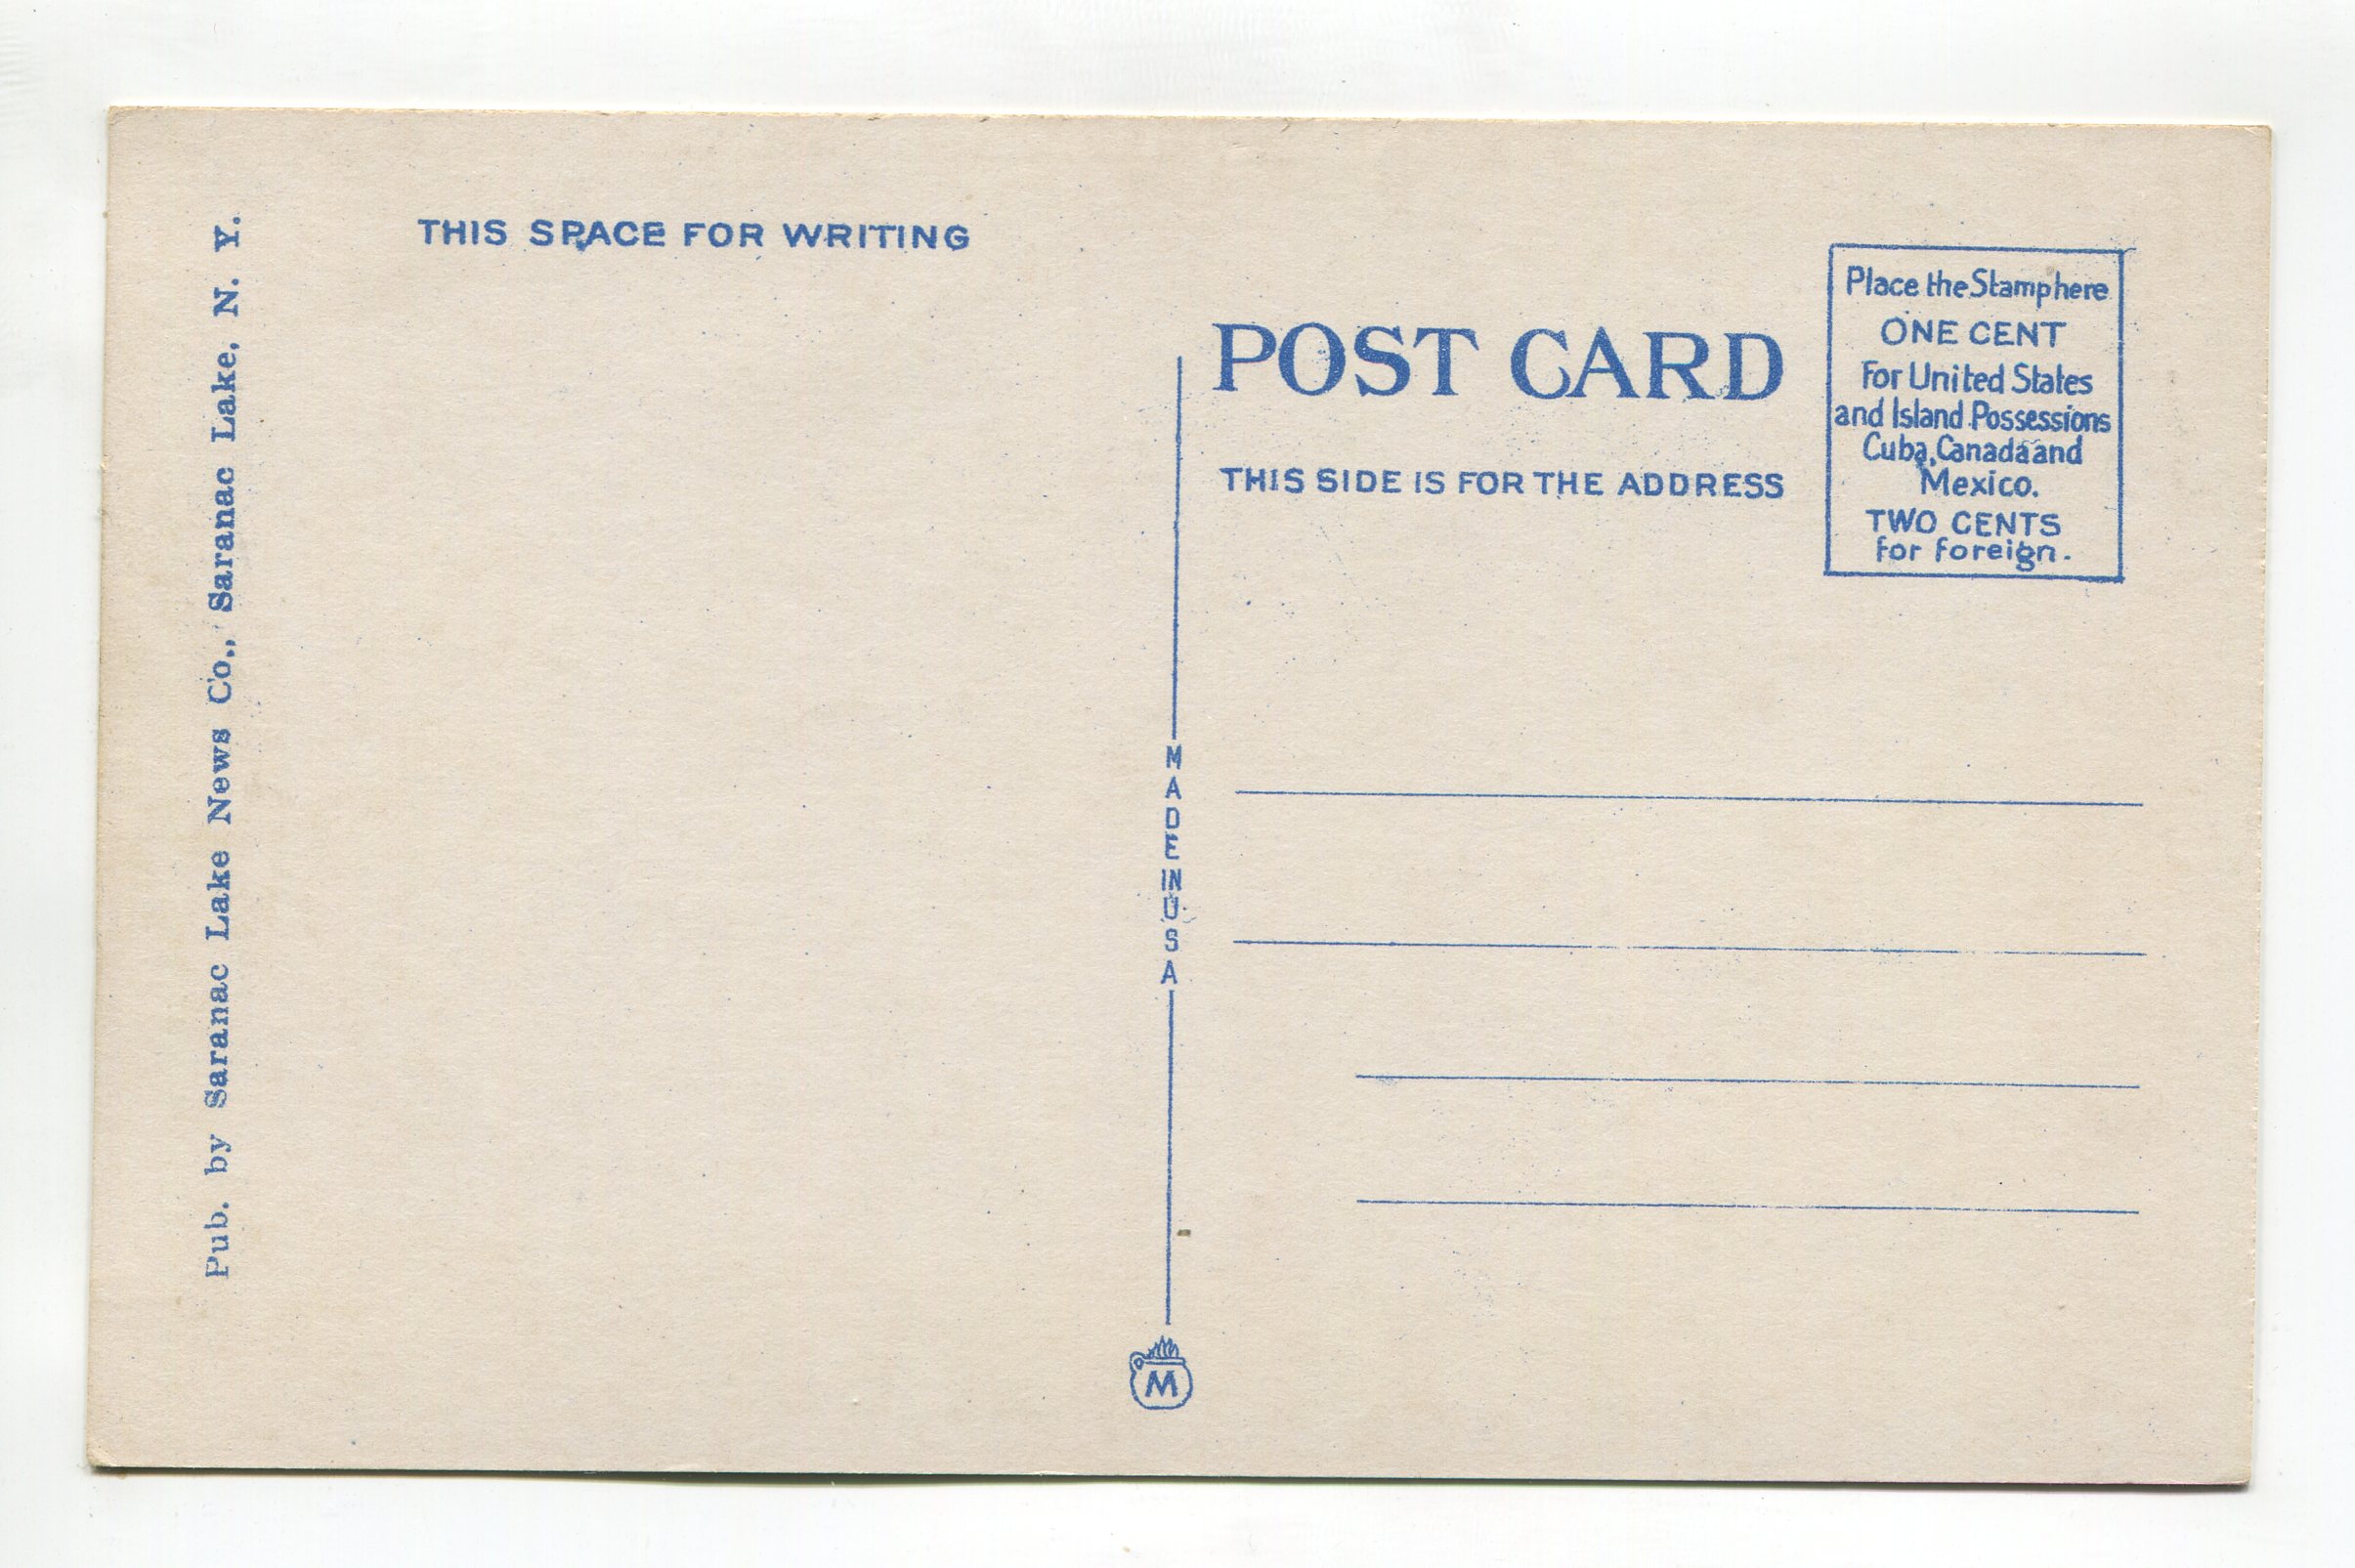 Pub. by Saranac Lake News Co., Saranac Lake, N. Y.
THIS SPACE FOR WRITING
POST CARD
THIS SIDE IS FOR THE ADDRESS
Place the Stamp here
ONE CENT
For United States
and Island Possessions
Cuba, Canada and
Mexico.
TWO CENTS
for foreign.
MADE IN U S A
M